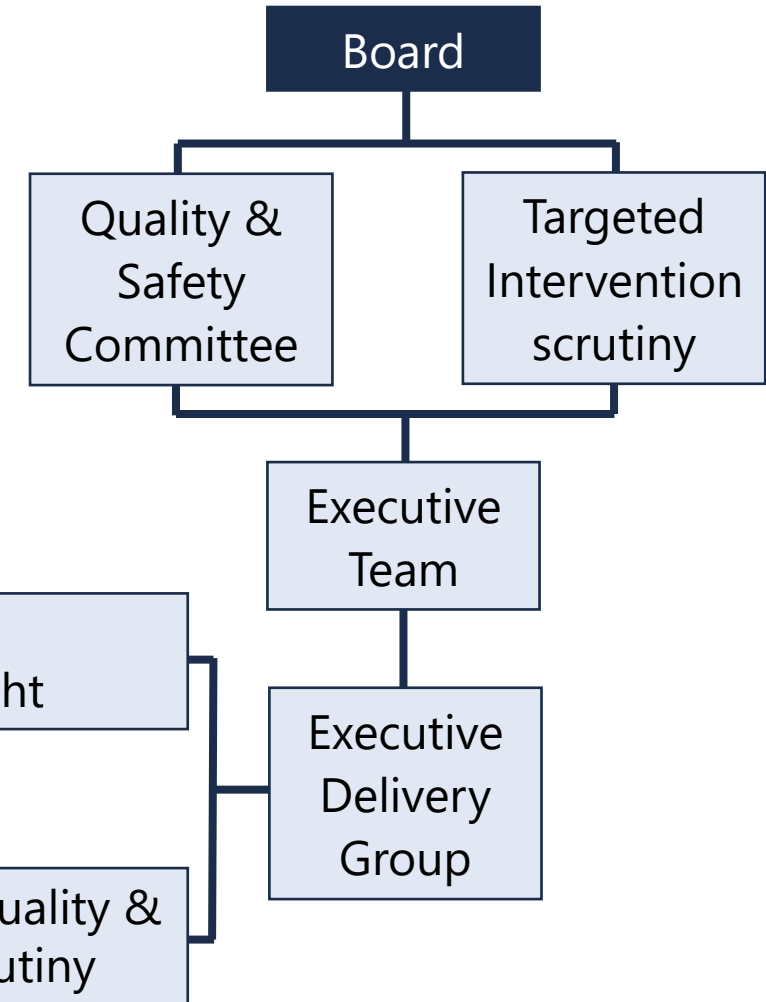 Board
Quality &
Safety
Committee
Targeted
Intervention
scrutiny
Executive
Team
Executive
Delivery
Group
&